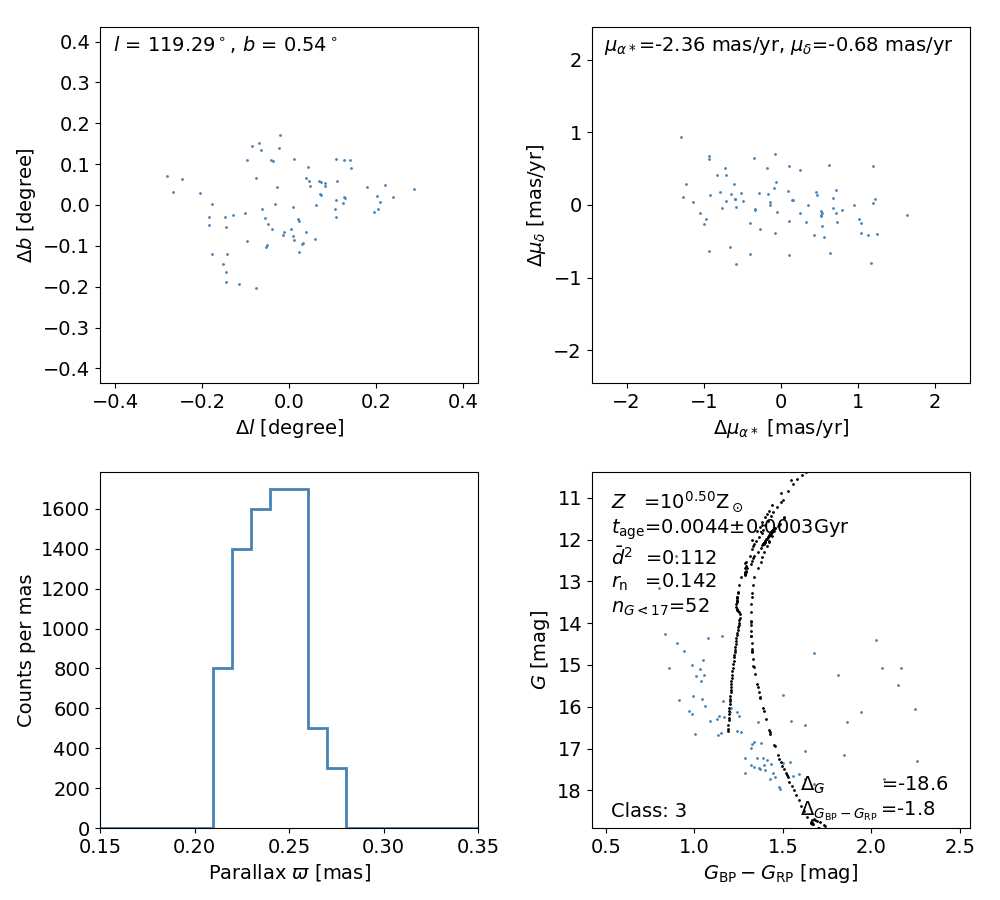 l = 119.29°, b = 0.54°
0.4
0.3
0.2
0.1
0.0
−0.1
−0.2
−0.3
−0.4
Δb [degree]
−0.4 −0.2 0.0 0.2 0.4
Δl [degree]
μα∗=-2.36 mas/yr, μδ=-0.68 mas/yr
2
1
0
−1
−2
Δμδ [mas/yr]
−2 −1 0 1 2
Δμα∗ [mas/yr]
1600
1400
1200
1000
800
600
400
200
0
Counts per mas
0.15 0.20 0.25 0.30 0.35
Parallax ϖ [mas]
Z =10^0.50 Z⊙
t_age=0.0044±0.0003Gyr
d̄² =0.112
r_n =0.142
n_G<17=52
11
12
13
14
15
16
17
18
G [mag]
Δ_G =-18.6
Δ_G_BP−G_RP =-1.8
Class: 3
0.5 1.0 1.5 2.0 2.5
G_BP − G_RP [mag]